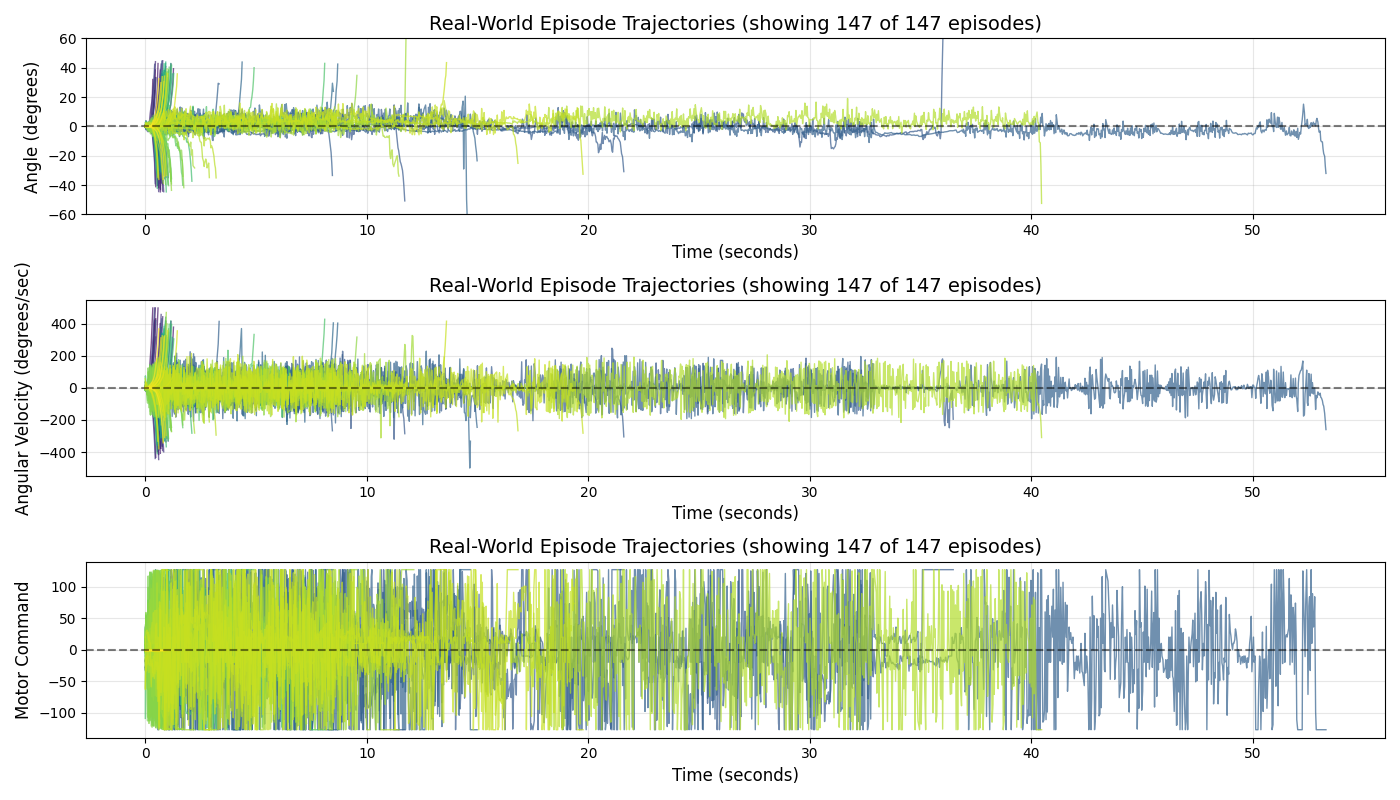 Real-World Episode Trajectories (showing 147 of 147 episodes)
Angle (degrees)
60
40
20
0
−20
−40
−60
0 10 20 30 40 50
Time (seconds)
Real-World Episode Trajectories (showing 147 of 147 episodes)
Angular Velocity (degrees/sec)
400
200
0
−200
−400
0 10 20 30 40 50
Time (seconds)
Real-World Episode Trajectories (showing 147 of 147 episodes)
Motor Command
100
50
0
−50
−100
0 10 20 30 40 50
Time (seconds)